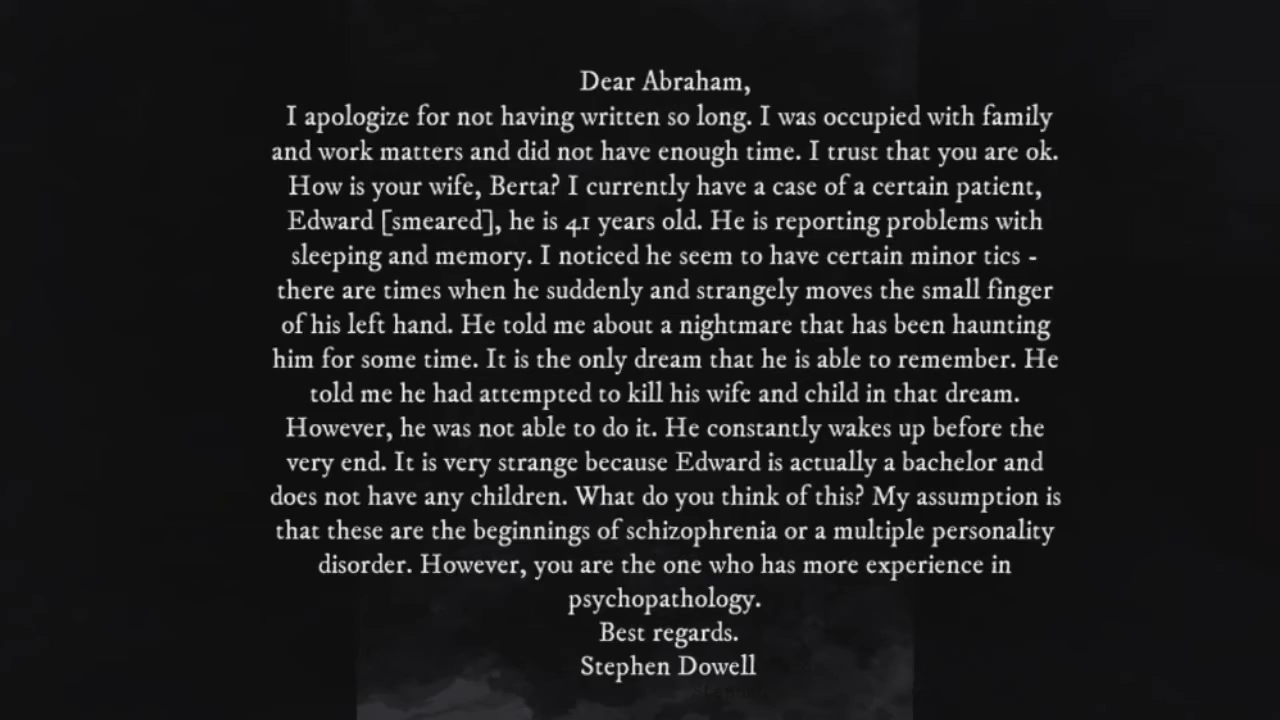 Dear Abraham,
I apologize for not having written so long. I was occupied with family
and work matters and did not have enough time. I trust that you are ok.
How is your wife, Berta? I currently have a case of a certain patient,
Edward [smeared], he is 41 years old. He is reporting problems with
sleeping and memory. I noticed he seem to have certain minor tics -
there are times when he suddenly and strangely moves the small finger
of his left hand. He told me about a nightmare that has been haunting
him for some time. It is the only dream that he is able to remember. He
told me he had attempted to kill his wife and child in that dream.
However, he was not able to do it. He constantly wakes up before the
very end. It is very strange because Edward is actually a bachelor and
does not have any children. What do you think of this? My assumption is
that these are the beginnings of schizophrenia or a multiple personality
disorder. However, you are the one who has more experience in
psychopathology.
Best regards.
Stephen Dowell